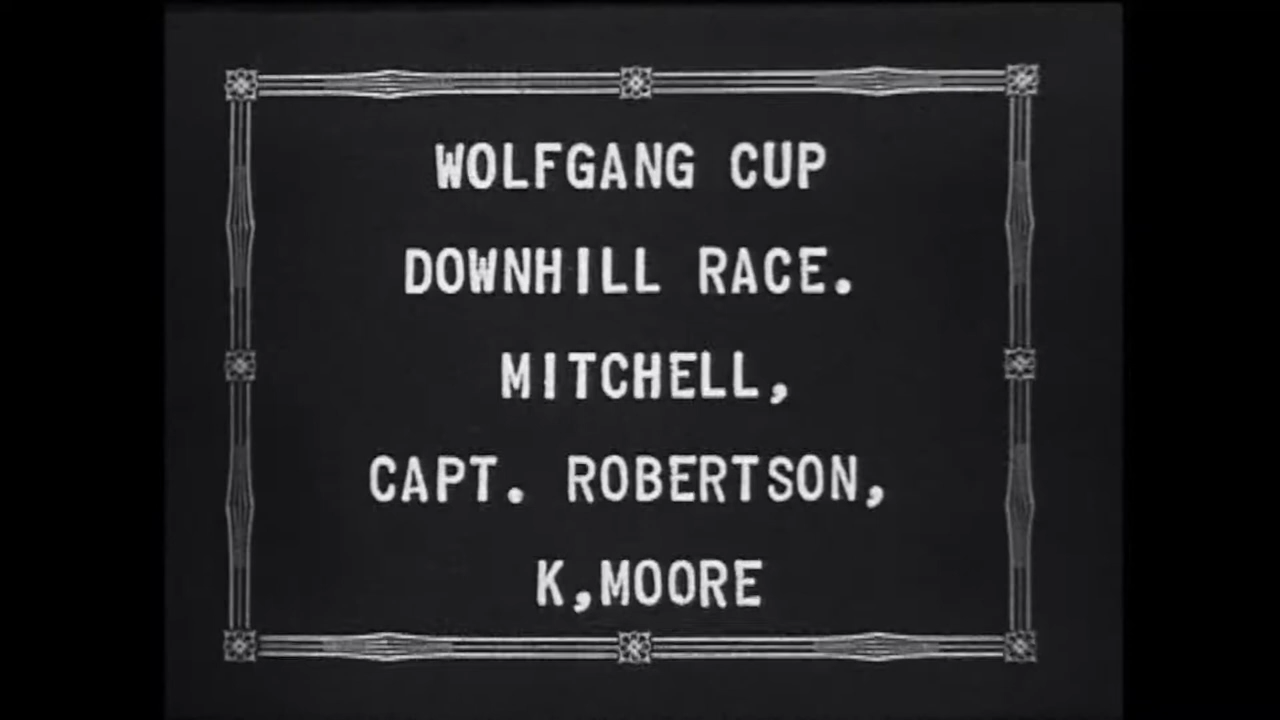 WOLFGANG CUP
DOWNHILL RACE.
MITCHELL,
CAPT. ROBERTSON,
K,MOORE